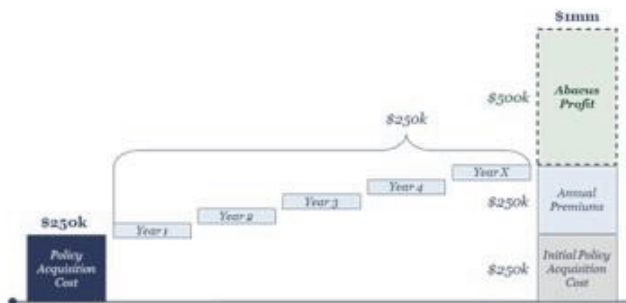 $1mm
$500k
Abacus
Profit
$250k
Year X
Year 4
Year 3
Year 2
Year 1
$250k
Annual
Premiums
$250k
Policy
Acquisition
Cost
$250k
Initial Policy
Acquisition
Cost